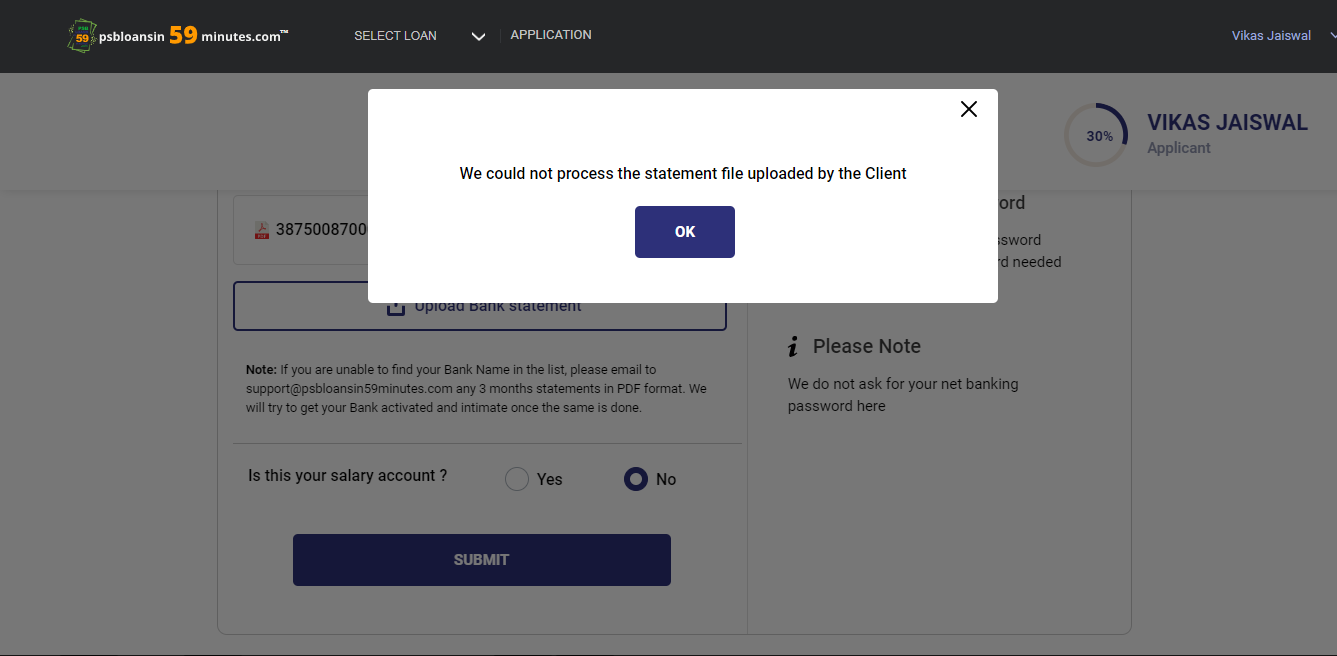 psbloansin 59 minutes.com™
SELECT LOAN
APPLICATION
Vikas Jaiswal
30%
VIKAS JAISWAL
Applicant
We could not process the statement file uploaded by the Client
OK
3875008700
Upload Bank statement
Note: If you are unable to find your Bank Name in the list, please email to
support@psbloansin59minutes.com any 3 months statements in PDF format. We
will try to get your Bank activated and intimate once the same is done.
Is this your salary account ?
Yes
No
SUBMIT
ord
ssword
rd needed
Please Note
We do not ask for your net banking
password here